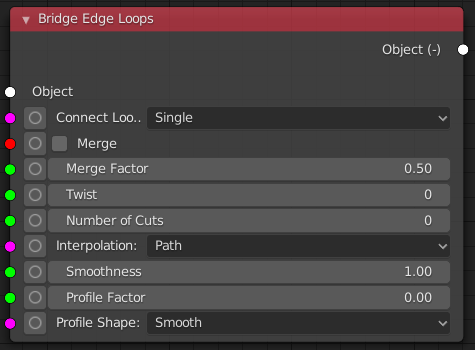 Bridge Edge Loops
Object (-)
Object
Connect Loo.. Single
Merge
Merge Factor 0.50
Twist 0
Number of Cuts 0
Interpolation: Path
Smoothness 1.00
Profile Factor 0.00
Profile Shape: Smooth